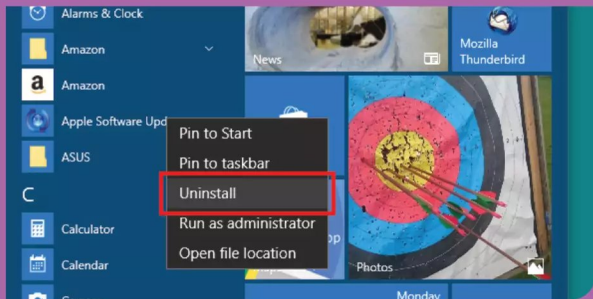 Alarms & Clock
Amazon
Amazon
Apple Software Upd
ASUS
C
Calculator
Calendar
Pin to Start
Pin to taskbar
Uninstall
Run as administrator
Open file location
News
Mozilla
Thunderbird
Photos
Monday